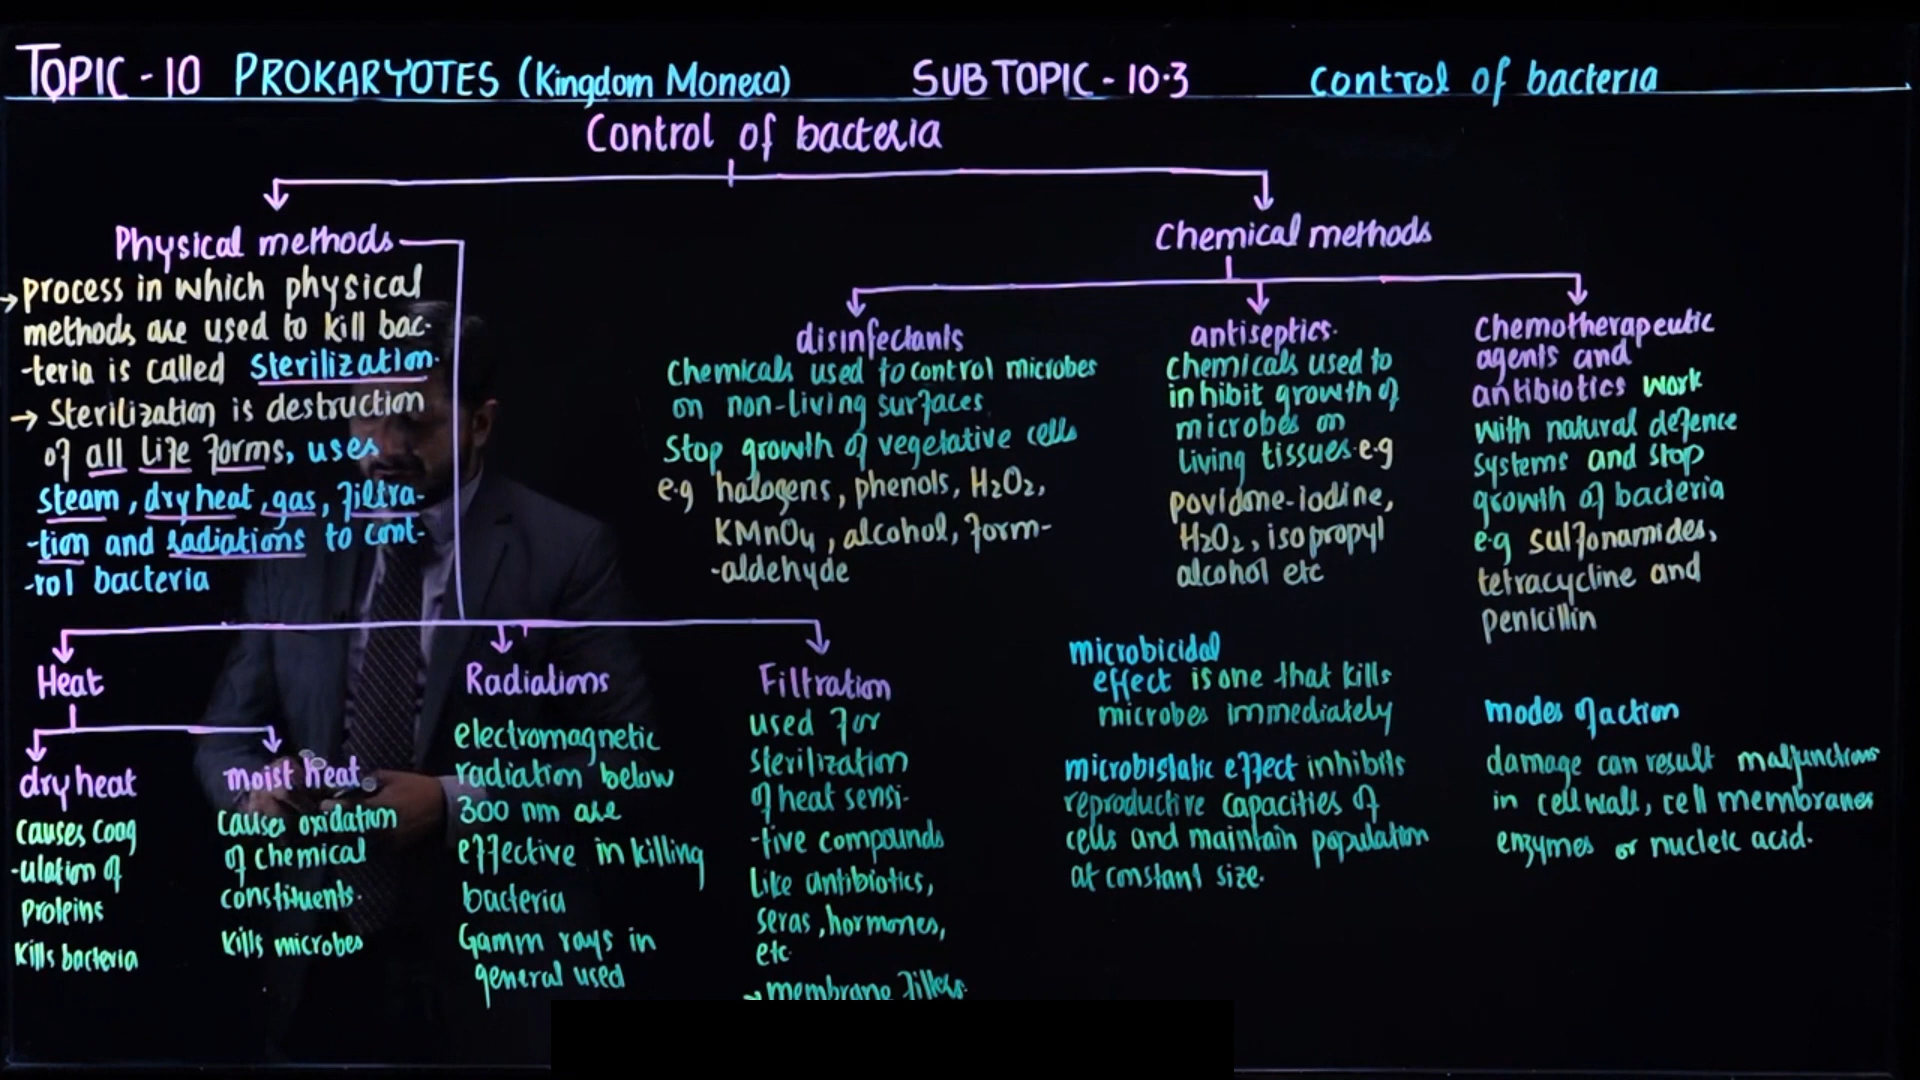 TOPIC - 10 PROKARYOTES (Kingdom Monera) SUBTOPIC - 10.3 Control of bacteria
Control of bacteria
Physical methods
→ process in which physical
methods are used to kill bac-
-teria is called sterilization.
→ Sterilization is destruction
of all life forms, uses
steam, dry heat, gas, filtra-
-tion and radiations to cont-
-rol bacteria
Heat
dry heat
causes coag
-ulation of
proteins
kills bacteria
moist heat
causes oxidation
of chemical
constituents.
kills microbes
Radiations
electromagnetic
radiation below
300 nm are
effective in killing
bacteria
Gamm rays in
general used
Filtration
used for
sterilization
of heat sensi-
-tive compounds
like antibiotics,
seras, hormones,
etc
→ membrane filters.
Chemical methods
disinfectants
Chemicals used to control microbes
on non-living surfaces
Stop growth of vegetative cells
e.g halogens, phenols, H2O2,
KMnO4, alcohol, form-
-aldehyde
antiseptics.
chemicals used to
inhibit growth of
microbes on
living tissues e.g
povidone-iodine,
H2O2, isopropyl
alcohol etc
Chemotherapeutic
agents and
antibiotics work
with natural defence
systems and stop
growth of bacteria
e.g sulfonamides,
tetracycline and
penicillin
microbicidal
effect is one that kills
microbes immediately
microbistatic effect inhibits
reproductive capacities of
cells and maintain population
at constant size.
modes of action
damage can result malfunctions
in cell wall, cell membranes
enzymes or nucleic acid.